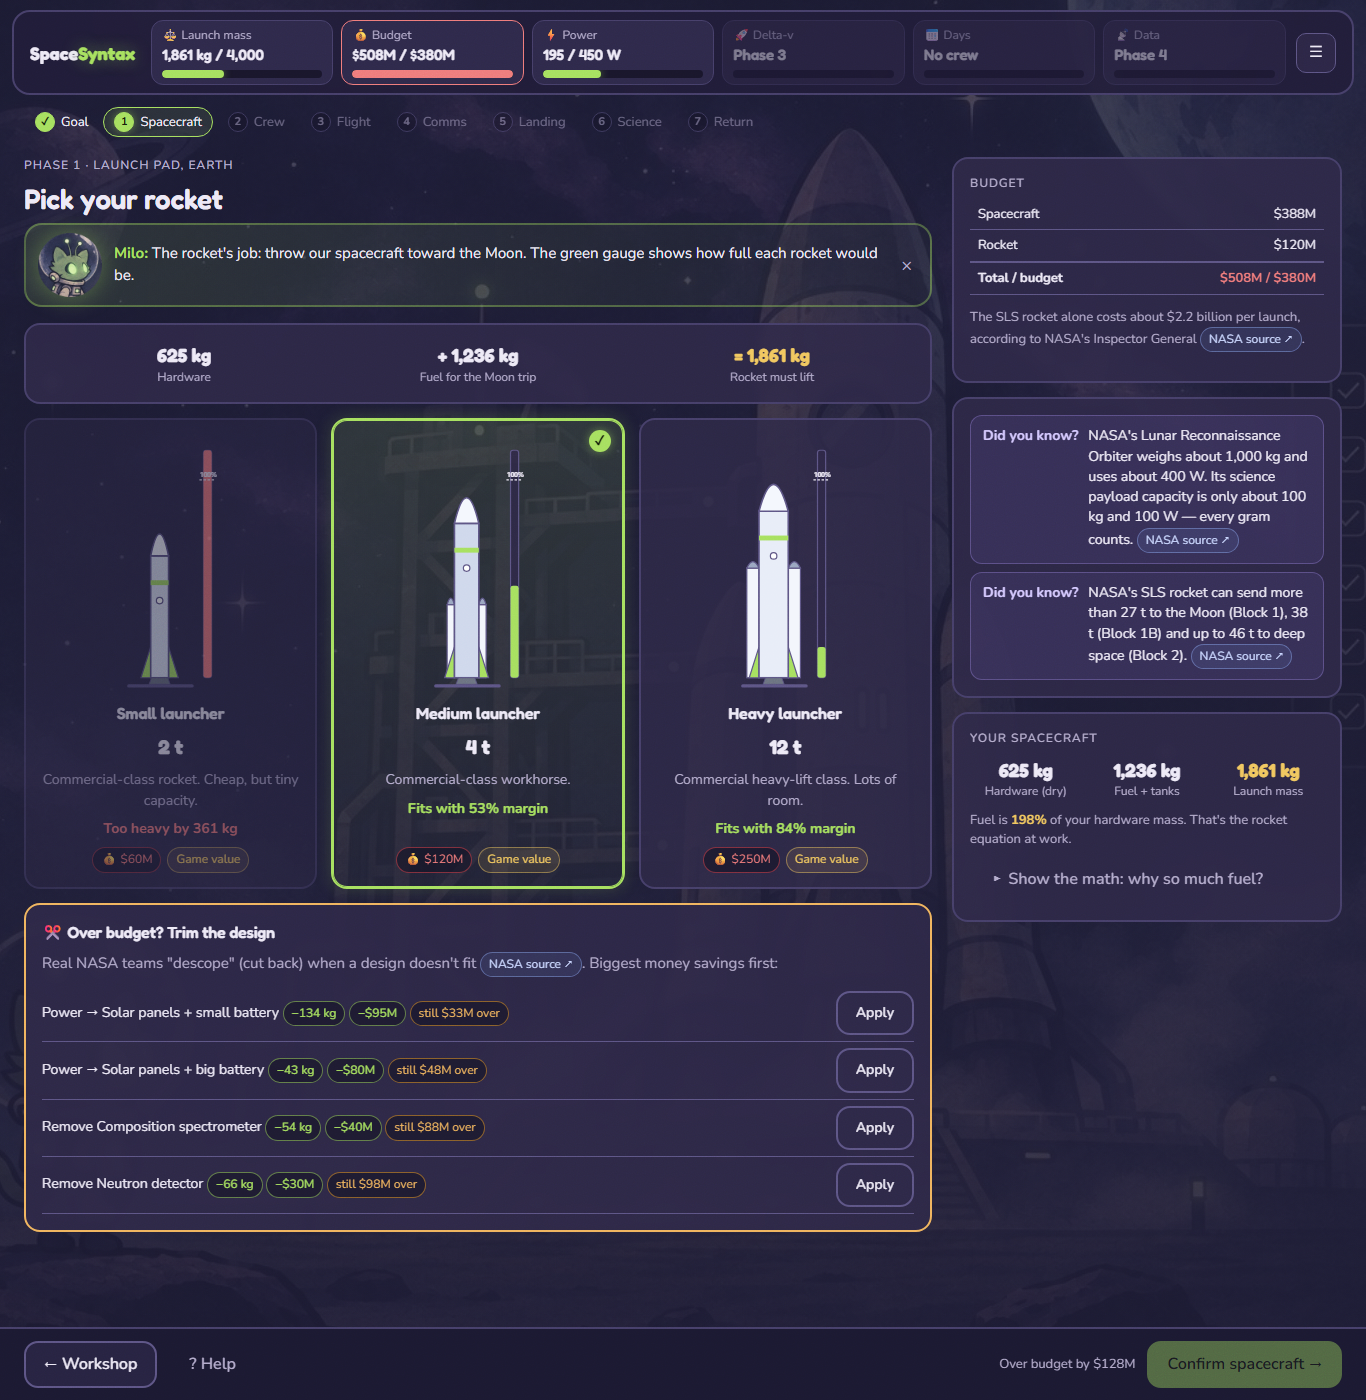 SpaceSyntax
Launch mass
1,861 kg / 4,000
Budget
$508M / $380M
Power
195 / 450 W
Delta-v
Phase 3
Days
No crew
Data
Phase 4
☰
✓ Goal
1 Spacecraft
2 Crew
3 Flight
4 Comms
5 Landing
6 Science
7 Return
PHASE 1 · LAUNCH PAD, EARTH
Pick your rocket
Milo: The rocket's job: throw our spacecraft toward the Moon. The green gauge shows how full each rocket would
be.
×
625 kg
Hardware
+ 1,236 kg
Fuel for the Moon trip
= 1,861 kg
Rocket must lift
100%
Small launcher
2 t
Commercial-class rocket. Cheap, but tiny
capacity.
Too heavy by 361 kg
$60M
Game value
✓
100%
Medium launcher
4 t
Commercial-class workhorse.
Fits with 53% margin
$120M
Game value
100%
Heavy launcher
12 t
Commercial heavy-lift class. Lots of
room.
Fits with 84% margin
$250M
Game value
Over budget? Trim the design
Real NASA teams "descope" (cut back) when a design doesn't fit NASA source ↗. Biggest money savings first:
Power → Solar panels + small battery −134 kg −$95M still $33M over
Apply
Power → Solar panels + big battery −43 kg −$80M still $48M over
Apply
Remove Composition spectrometer −54 kg −$40M still $88M over
Apply
Remove Neutron detector −66 kg −$30M still $98M over
Apply
BUDGET
Spacecraft $388M
Rocket $120M
Total / budget $508M / $380M
The SLS rocket alone costs about $2.2 billion per launch,
according to NASA's Inspector General NASA source ↗.
Did you know? NASA's Lunar Reconnaissance
Orbiter weighs about 1,000 kg and
uses about 400 W. Its science
payload capacity is only about 100
kg and 100 W — every gram
counts. NASA source ↗
Did you know? NASA's SLS rocket can send more
than 27 t to the Moon (Block 1), 38
t (Block 1B) and up to 46 t to deep
space (Block 2). NASA source ↗
YOUR SPACECRAFT
625 kg
Hardware (dry)
1,236 kg
Fuel + tanks
1,861 kg
Launch mass
Fuel is 198% of your hardware mass. That's the rocket
equation at work.
▸ Show the math: why so much fuel?
← Workshop
? Help
Over budget by $128M
Confirm spacecraft →